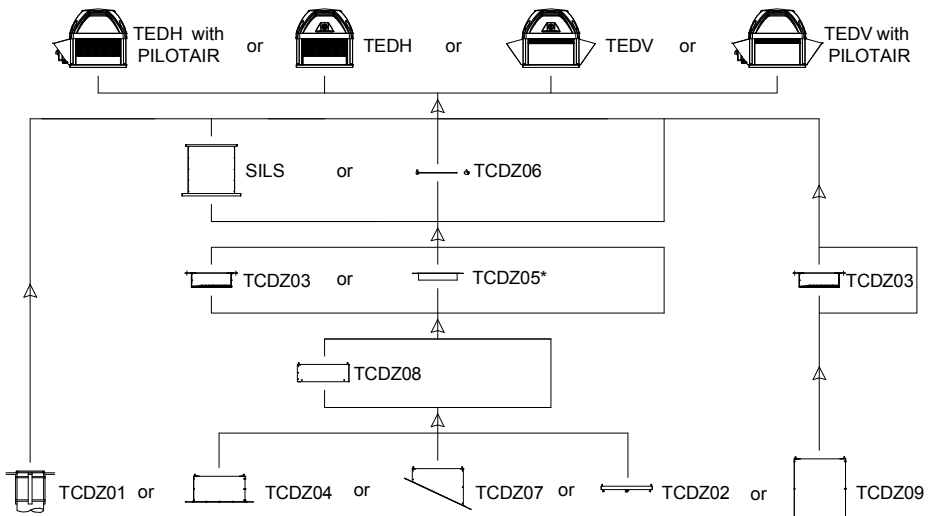 TEDH with PILOTAIR or TEDH or TEDV or TEDV with PILOTAIR
SILS or TCDZ06
TCDZ03 or TCDZ05* TCDZ03
TCDZ08
TCDZ01 or TCDZ04 or TCDZ07 or TCDZ02 or TCDZ09